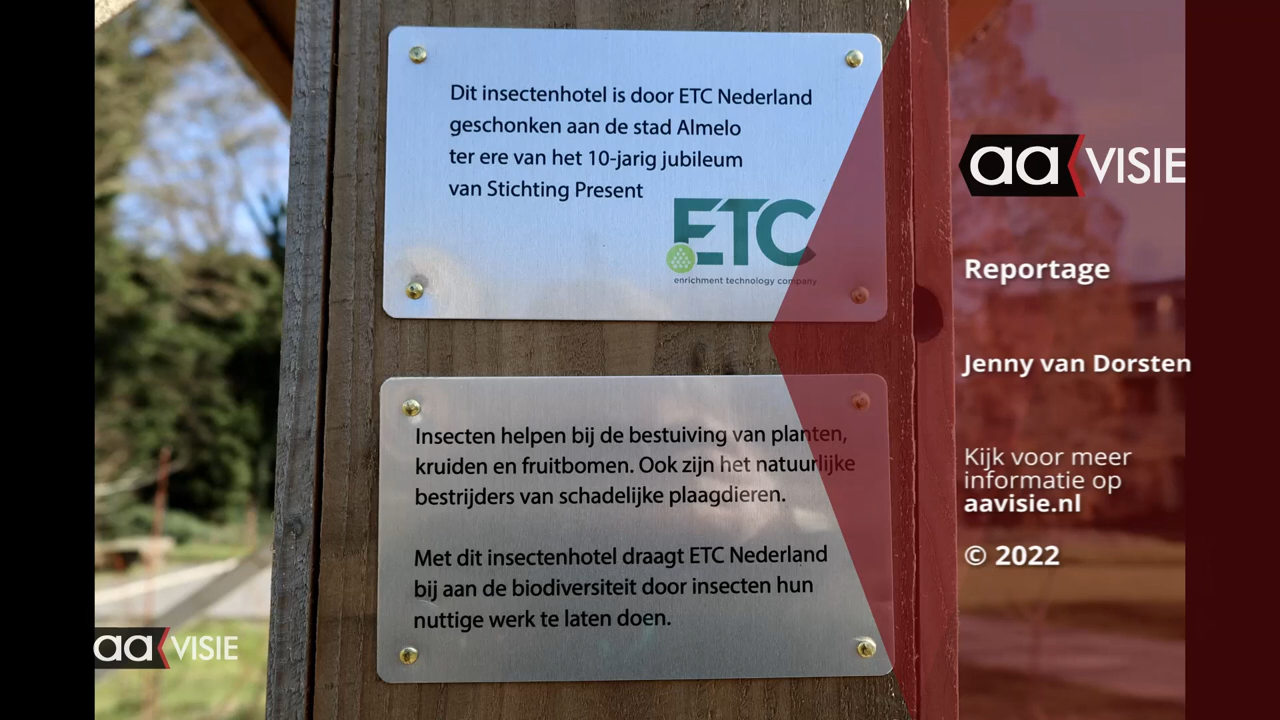 Dit insectenhotel is door ETC Nederland
geschonken aan de stad Almelo
ter ere van het 10-jarig jubileum
van Stichting Present
ETC
enrichment technology company
Insecten helpen bij de bestuiving van planten,
kruiden en fruitbomen. Ook zijn het natuurlijke
bestrijders van schadelijke plaagdieren.
Met dit insectenhotel draagt ETC Nederland
bij aan de biodiversiteit door insecten hun
nuttige werk te laten doen.
aa VISIE
aa VISIE
Reportage
Jenny van Dorsten
Kijk voor meer
informatie op
aavisie.nl
© 2022